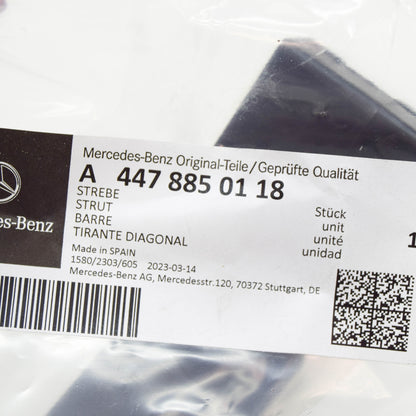 Mercedes-Benz Original-Teile/Geprüfte Qualität
A 447 885 01 18
STREBE
STRUT
BARRE
TIRANTE DIAGONAL
Stück
unit
unité
unidad
1
Made in SPAIN
1580/2303/605 2023-03-14
Mercedes-Benz AG, Mercedesstr.120, 70372 Stuttgart, DE
es-Benz